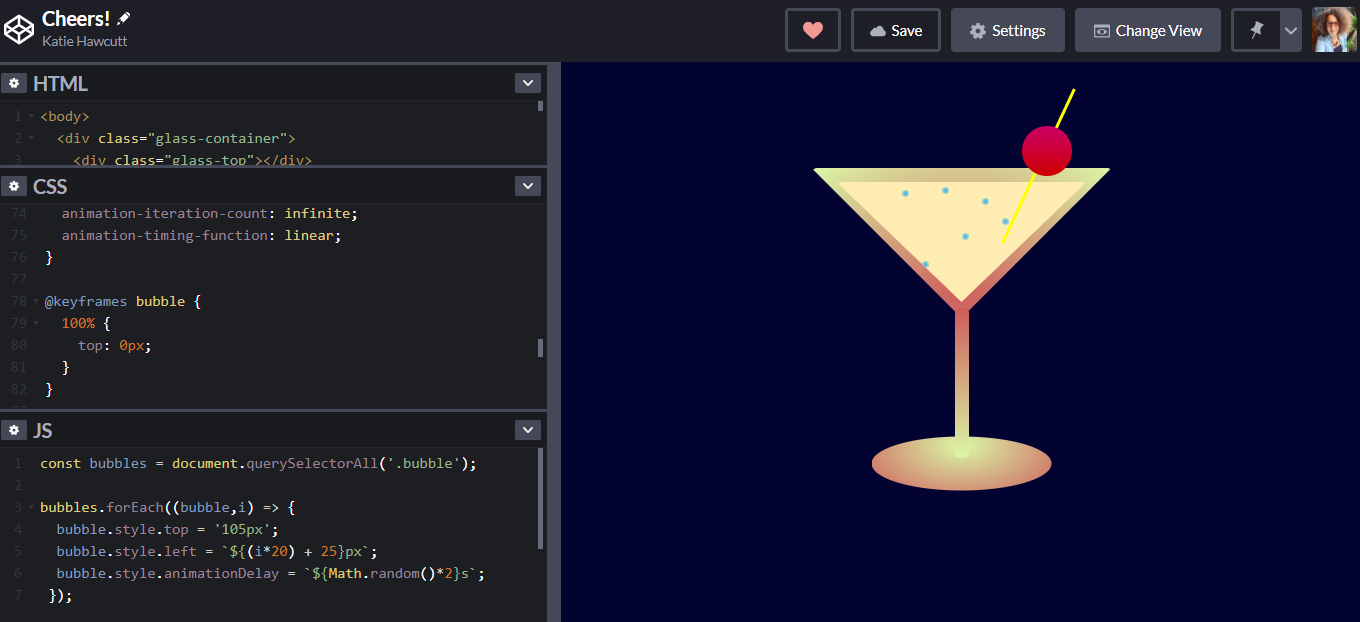 Cheers!
Katie Hawcutt
Save
Settings
Change View
HTML
1 <body>
2 <div class="glass-container">
3 <div class="glass-top"></div>
CSS
74 animation-iteration-count: infinite;
75 animation-timing-function: linear;
76 }
77
78 @keyframes bubble {
79 100% {
80 top: 0px;
81 }
82 }
JS
1 const bubbles = document.querySelectorAll('.bubble');
2
3 bubbles.forEach((bubble,i) => {
4 bubble.style.top = '105px';
5 bubble.style.left = `${(i*20) + 25}px`;
6 bubble.style.animationDelay = `${Math.random()*2}s`;
7 });